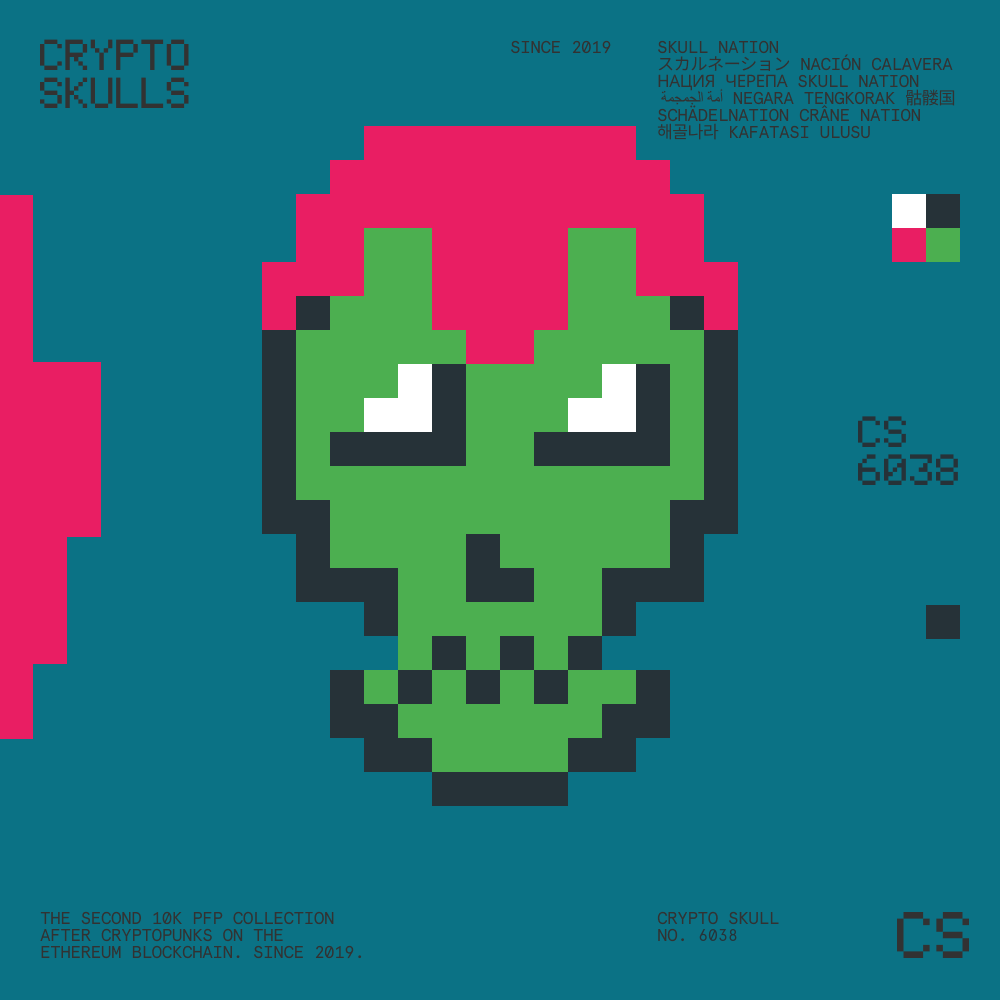 CRYPTO
SKULLS
SINCE 2019
SKULL NATION
スカルネーション NACIÓN CALAVERA
НАЦИЯ ЧЕРЕПА SKULL NATION
أمة الجمجمة NEGARA TENGKORAK 骷髅国
SCHÄDELNATION CRÂNE NATION
해골나라 KAFATASI ULUSU
CS
6038
THE SECOND 10K PFP COLLECTION
AFTER CRYPTOPUNKS ON THE
ETHEREUM BLOCKCHAIN. SINCE 2019.
CRYPTO SKULL
NO. 6038
CS